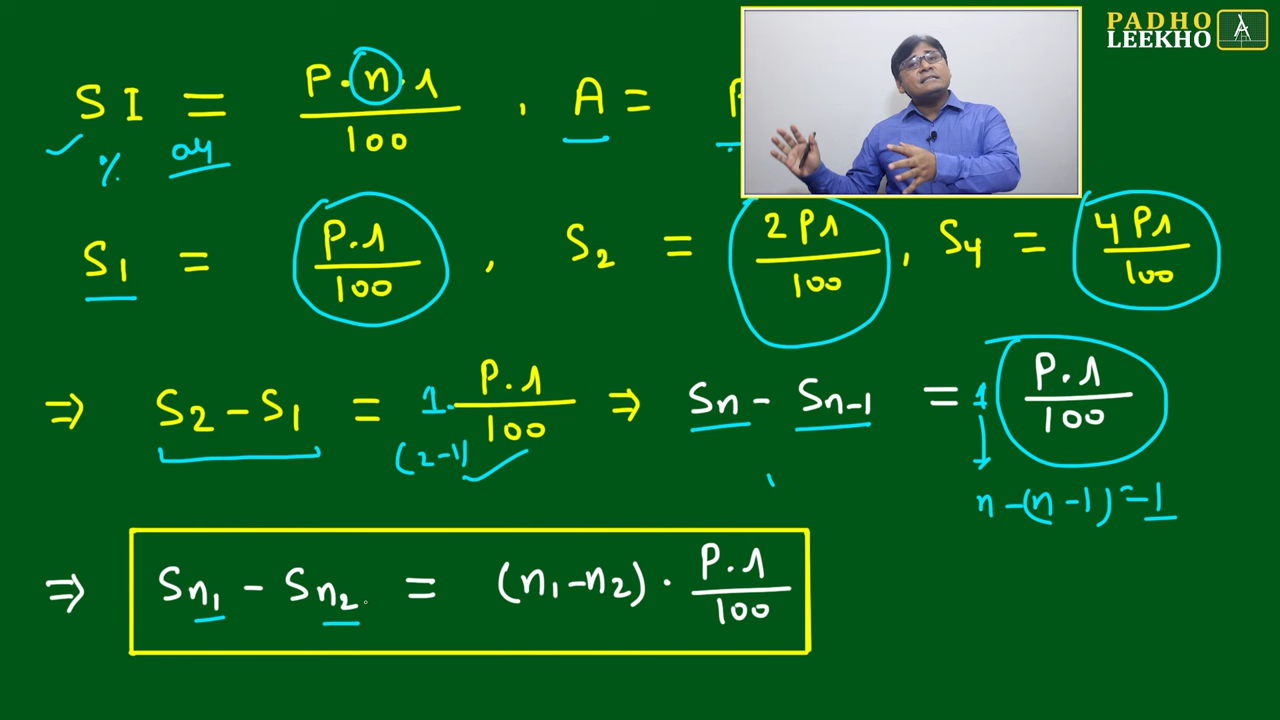 PADHO
LEEKHO
SI = P.n.r/100 , A =
✓ % ay
S1 = P.r/100 , S2 = 2Pr/100 , S4 = 4Pr/100
⇒ S2 - S1 = 1. P.r/100 ⇒ Sn - Sn-1 = 1 P.r/100
(2-1)
n-(n-1)=1
⇒ Sn1 - Sn2 = (n1-n2) . P.r/100